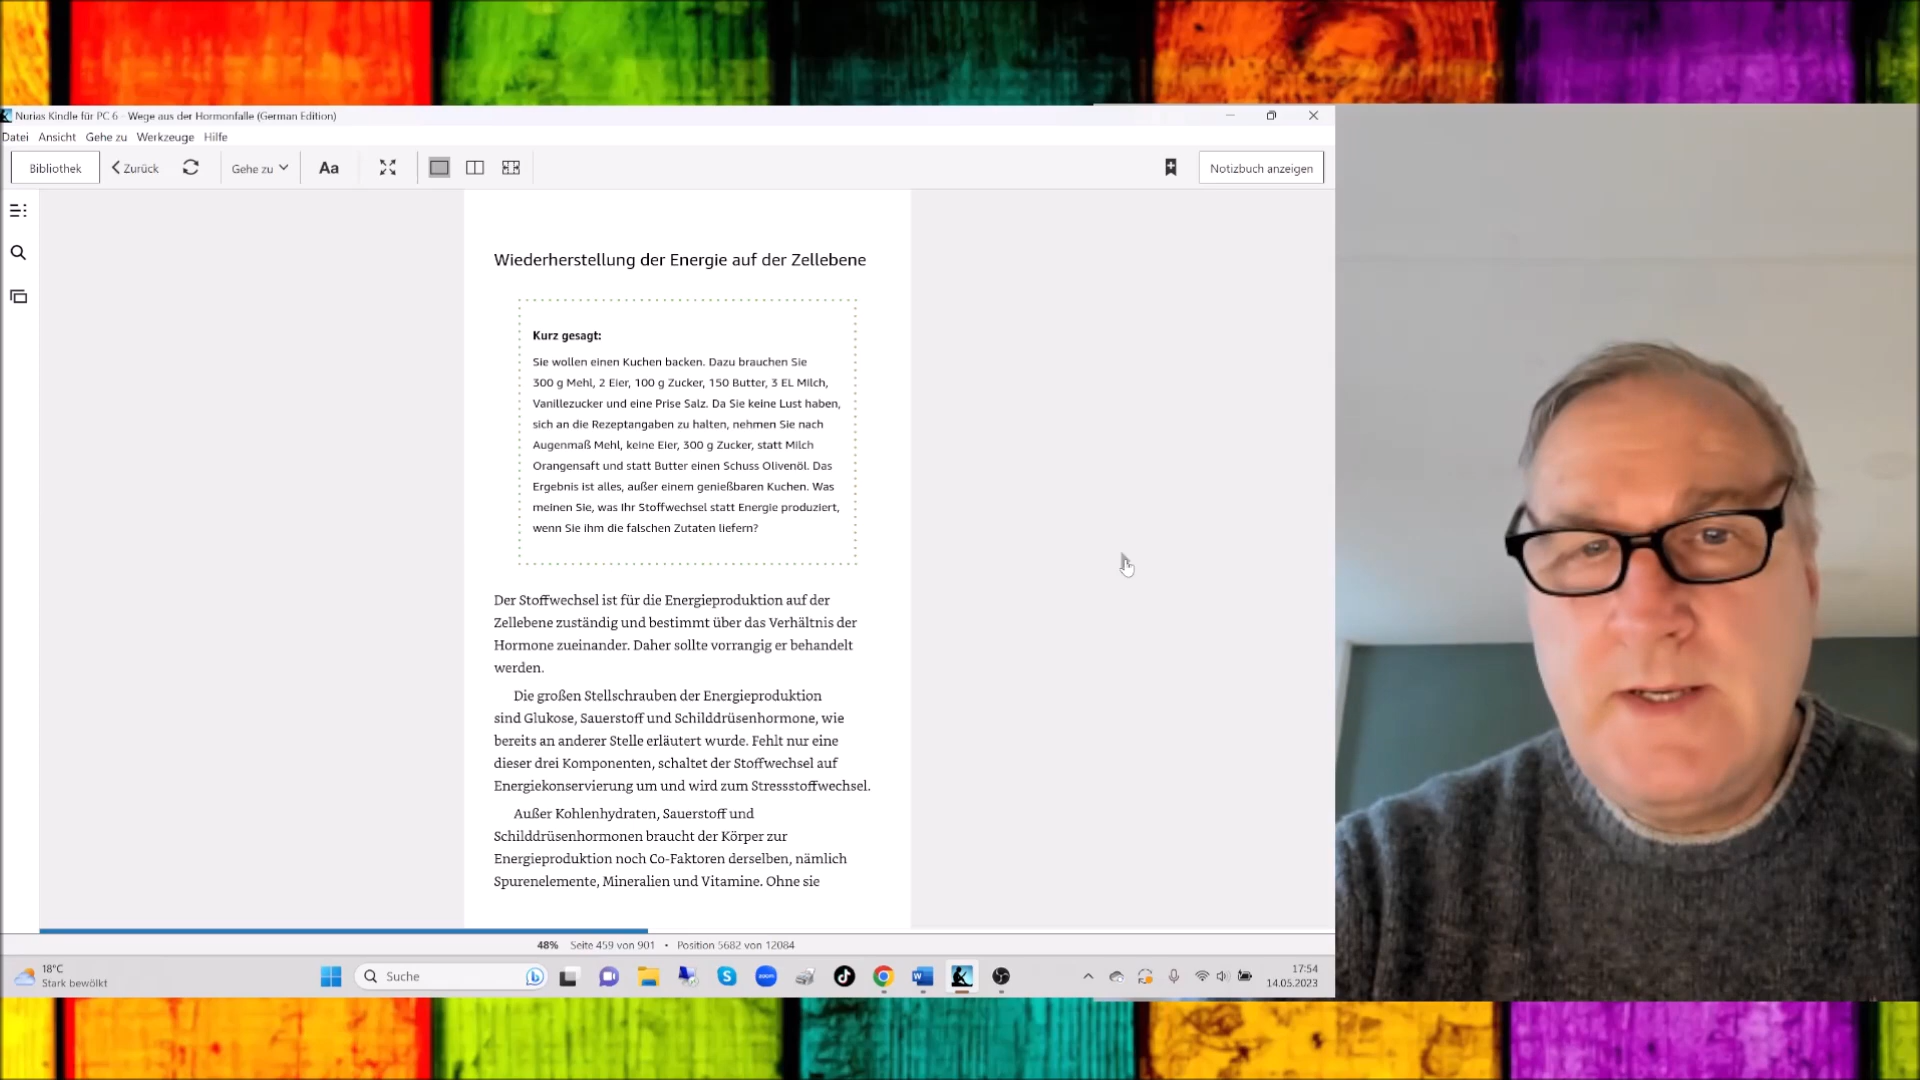 Nurias Kindle für PC 6 - Wege aus der Hormonfalle (German Edition)
Datei Ansicht Gehe zu Werkzeuge Hilfe
Bibliothek Zurück Gehe zu Aa Notizbuch anzeigen
Wiederherstellung der Energie auf der Zellebene
Kurz gesagt:
Sie wollen einen Kuchen backen. Dazu brauchen Sie
300 g Mehl, 2 Eier, 100 g Zucker, 150 Butter, 3 EL Milch,
Vanillezucker und eine Prise Salz. Da Sie keine Lust haben,
sich an die Rezeptangaben zu halten, nehmen Sie nach
Augenmaß Mehl, keine Eier, 300 g Zucker, statt Milch
Orangensaft und statt Butter einen Schuss Olivenöl. Das
Ergebnis ist alles, außer einem genießbaren Kuchen. Was
meinen Sie, was Ihr Stoffwechsel statt Energie produziert,
wenn Sie ihm die falschen Zutaten liefern?
Der Stoffwechsel ist für die Energieproduktion auf der
Zellebene zuständig und bestimmt über das Verhältnis der
Hormone zueinander. Daher sollte vorrangig er behandelt
werden.
Die großen Stellschrauben der Energieproduktion
sind Glukose, Sauerstoff und Schilddrüsenhormone, wie
bereits an anderer Stelle erläutert wurde. Fehlt nur eine
dieser drei Komponenten, schaltet der Stoffwechsel auf
Energiekonservierung um und wird zum Stressstoffwechsel.
Außer Kohlenhydraten, Sauerstoff und
Schilddrüsenhormonen braucht der Körper zur
Energieproduktion noch Co-Faktoren derselben, nämlich
Spurenelemente, Mineralien und Vitamine. Ohne sie
48% Seite 459 von 901 • Position 5682 von 12084
18°C
Stark bewölkt
Suche
17:54
14.05.2023